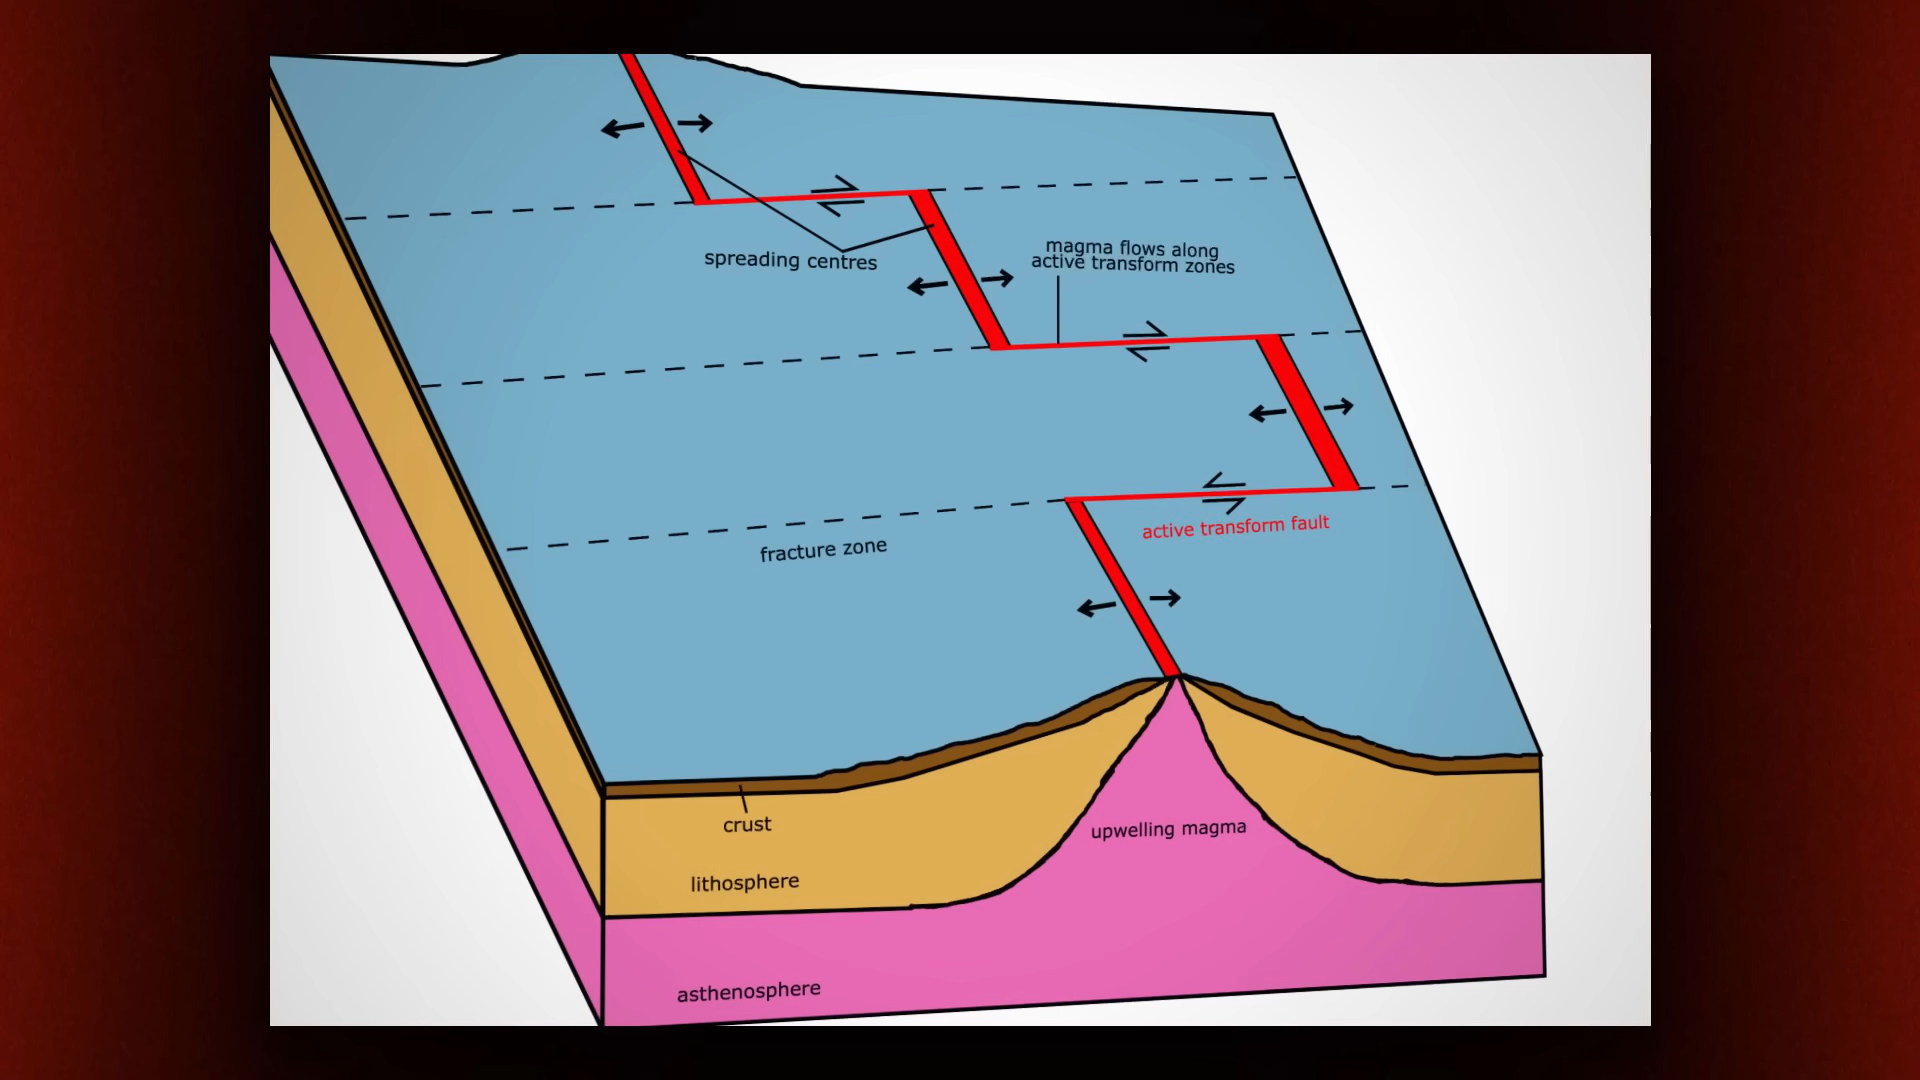 spreading centres
magma flows along
active transform zones
active transform fault
fracture zone
crust
upwelling magma
lithosphere
asthenosphere